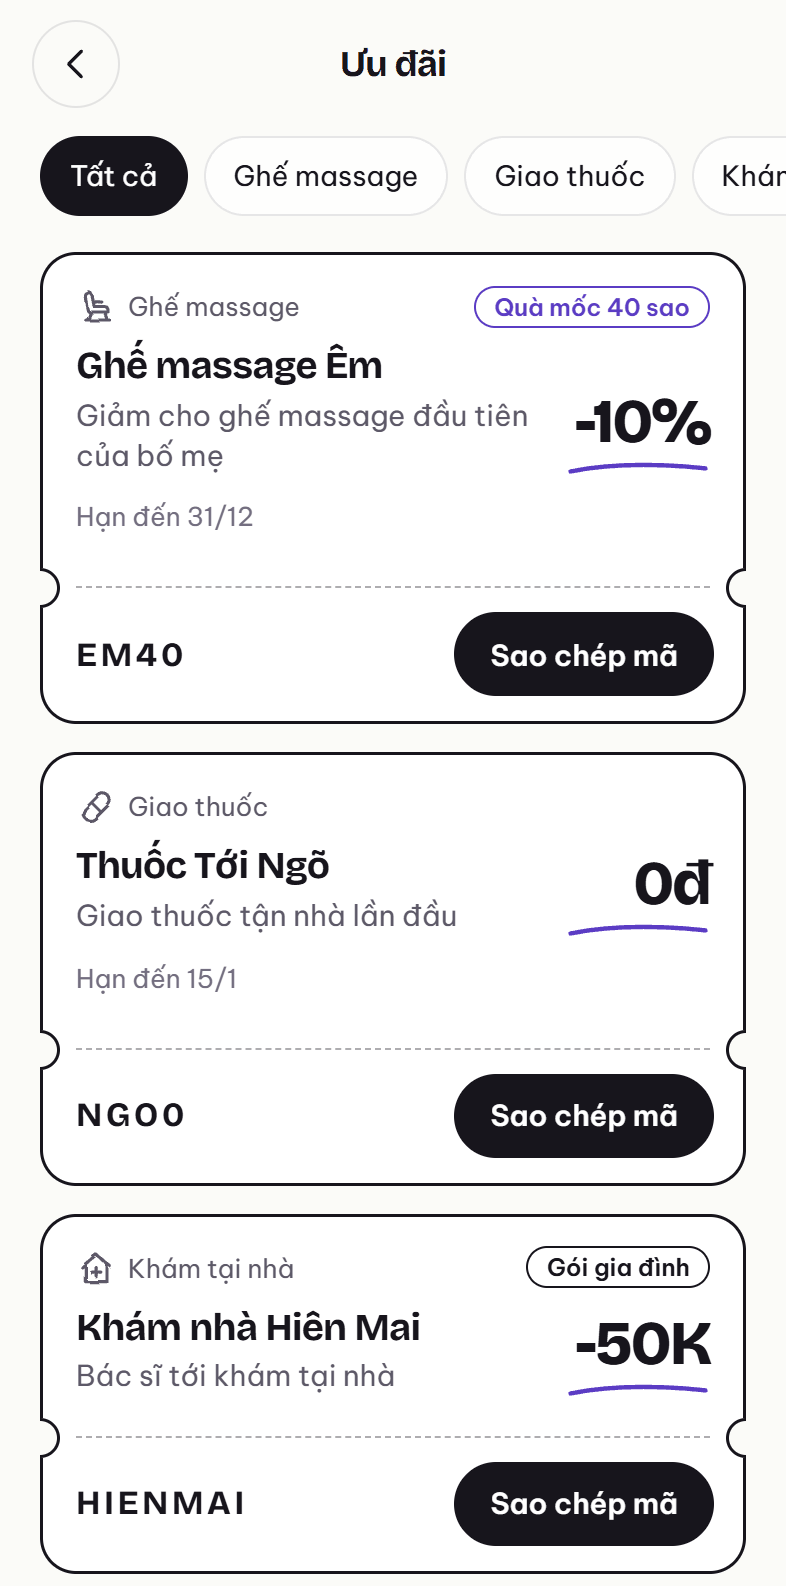 Ưu đãi
Tất cả
Ghế massage
Giao thuốc
Ghế massage
Quà mốc 40 sao
Ghế massage Êm
Giảm cho ghế massage đầu tiên
của bố mẹ
-10%
Hạn đến 31/12
EM40
Sao chép mã
Giao thuốc
Thuốc Tới Ngõ
Giao thuốc tận nhà lần đầu
0đ
Hạn đến 15/1
NGO0
Sao chép mã
Khám tại nhà
Gói gia đình
Khám nhà Hiên Mai
Bác sĩ tới khám tại nhà
-50K
HIENMAI
Sao chép mã